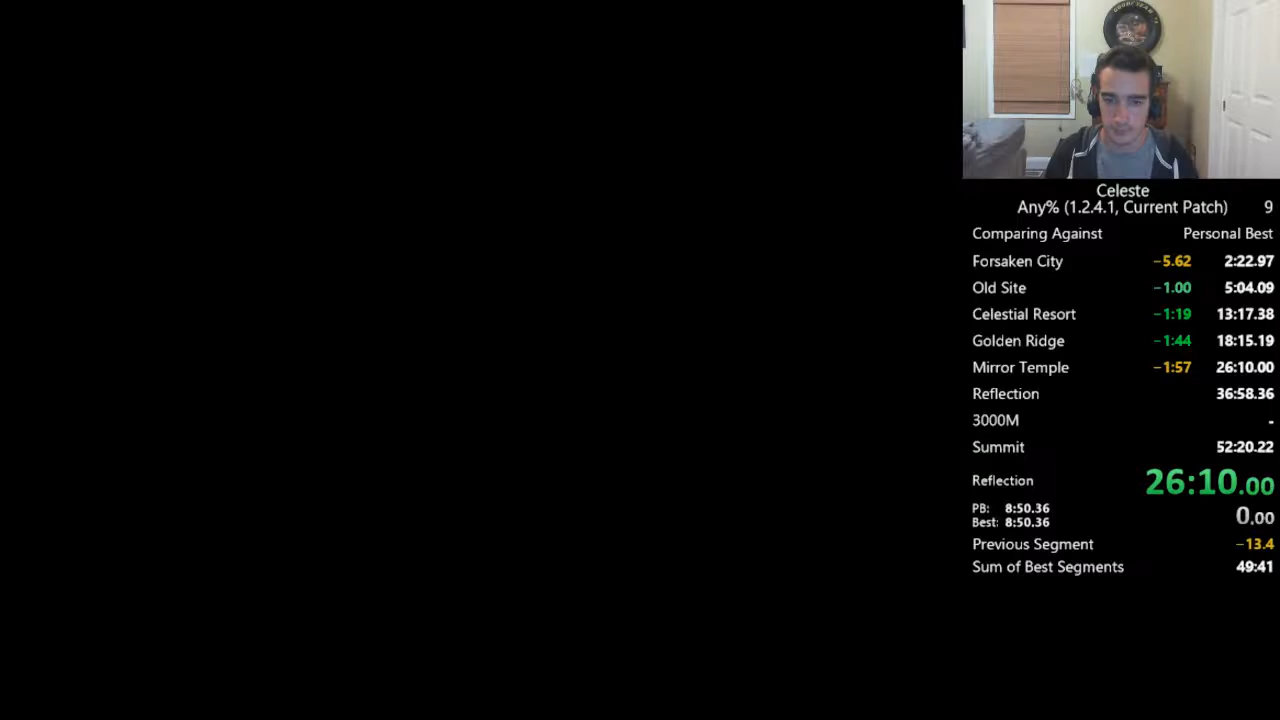 GOODYEAR
Celeste
Any% (1.2.4.1, Current Patch) 9
Comparing Against Personal Best
Forsaken City -5.62 2:22.97
Old Site -1.00 5:04.09
Celestial Resort -1:19 13:17.38
Golden Ridge -1:44 18:15.19
Mirror Temple -1:57 26:10.00
Reflection 36:58.36
3000M -
Summit 52:20.22
Reflection 26:10.00
PB: 8:50.36 0.00
Best: 8:50.36
Previous Segment -13.4
Sum of Best Segments 49:41